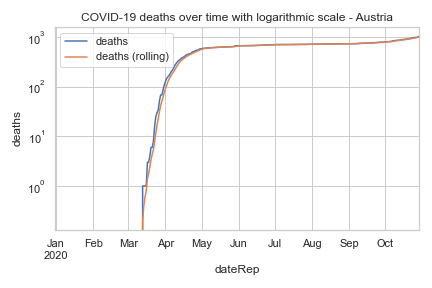 COVID-19 deaths over time with logarithmic scale - Austria
10³
deaths
deaths (rolling)
10²
deaths
10¹
10⁰
Jan Feb Mar Apr May Jun Jul Aug Sep Oct
2020
dateRep